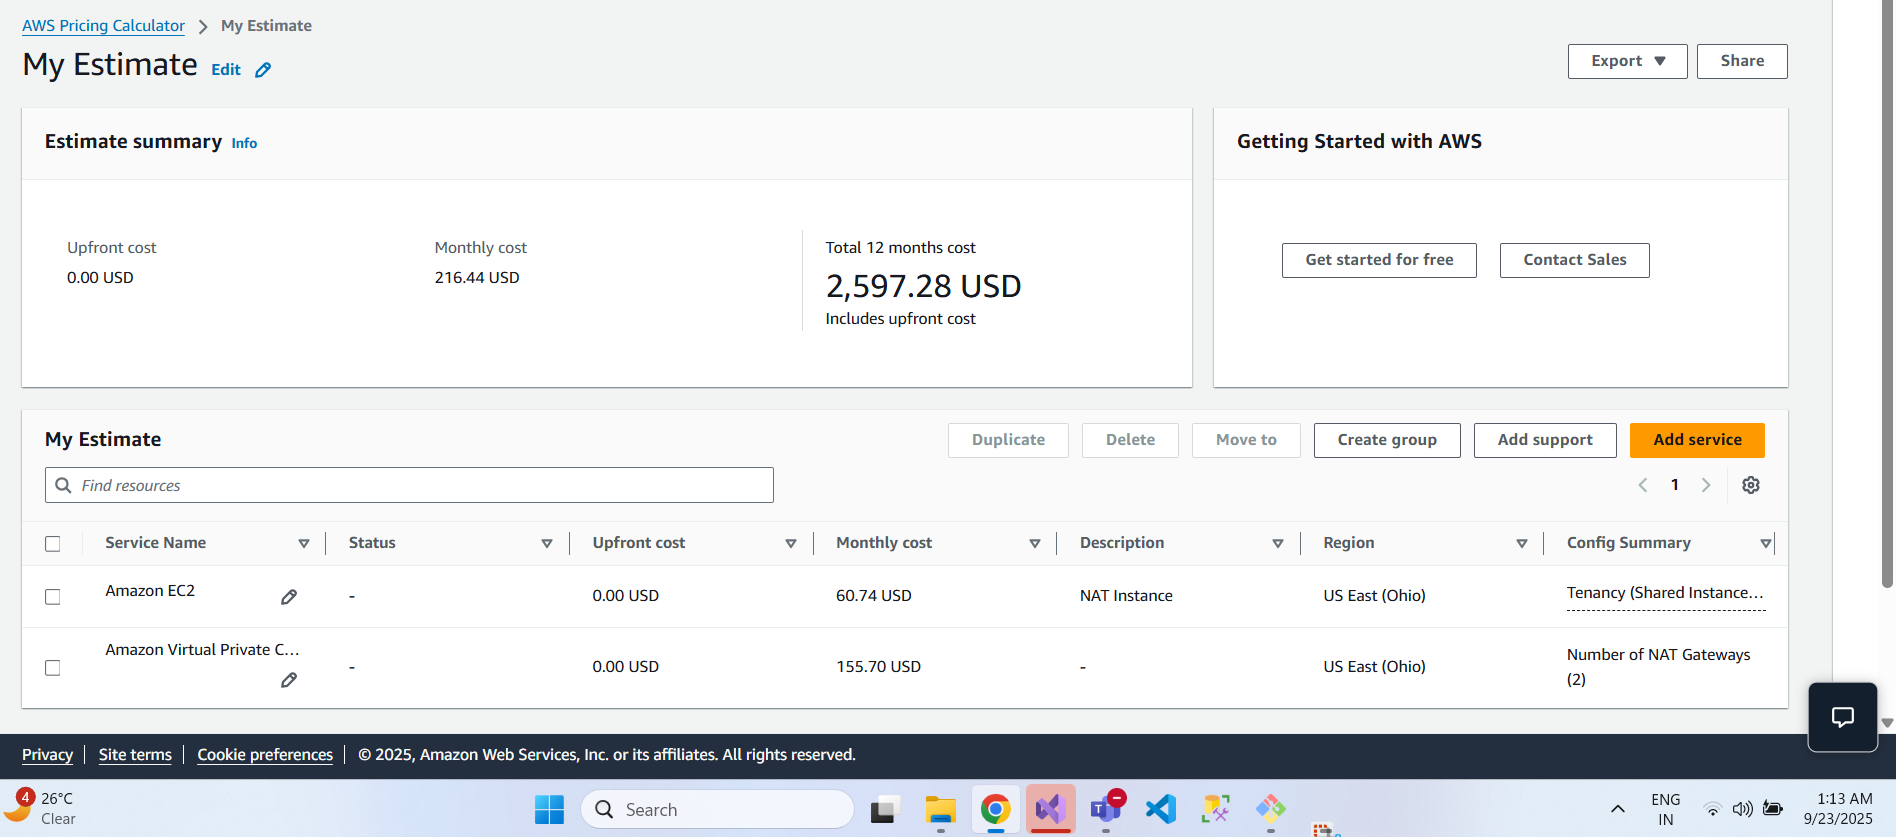 AWS Pricing Calculator > My Estimate
My Estimate Edit
Export ▼ Share
Estimate summary Info
Getting Started with AWS
Upfront cost
0.00 USD
Monthly cost
216.44 USD
Total 12 months cost
2,597.28 USD
Includes upfront cost
Get started for free Contact Sales
My Estimate
Duplicate Delete Move to Create group Add support Add service
Find resources
1
Service Name Status Upfront cost Monthly cost Description Region Config Summary
Amazon EC2 - 0.00 USD 60.74 USD NAT Instance US East (Ohio) Tenancy (Shared Instance...
Amazon Virtual Private C... - 0.00 USD 155.70 USD - US East (Ohio) Number of NAT Gateways
(2)
Privacy Site terms Cookie preferences © 2025, Amazon Web Services, Inc. or its affiliates. All rights reserved.
4
26°C
Clear
Search
ENG
IN
1:13 AM
9/23/2025